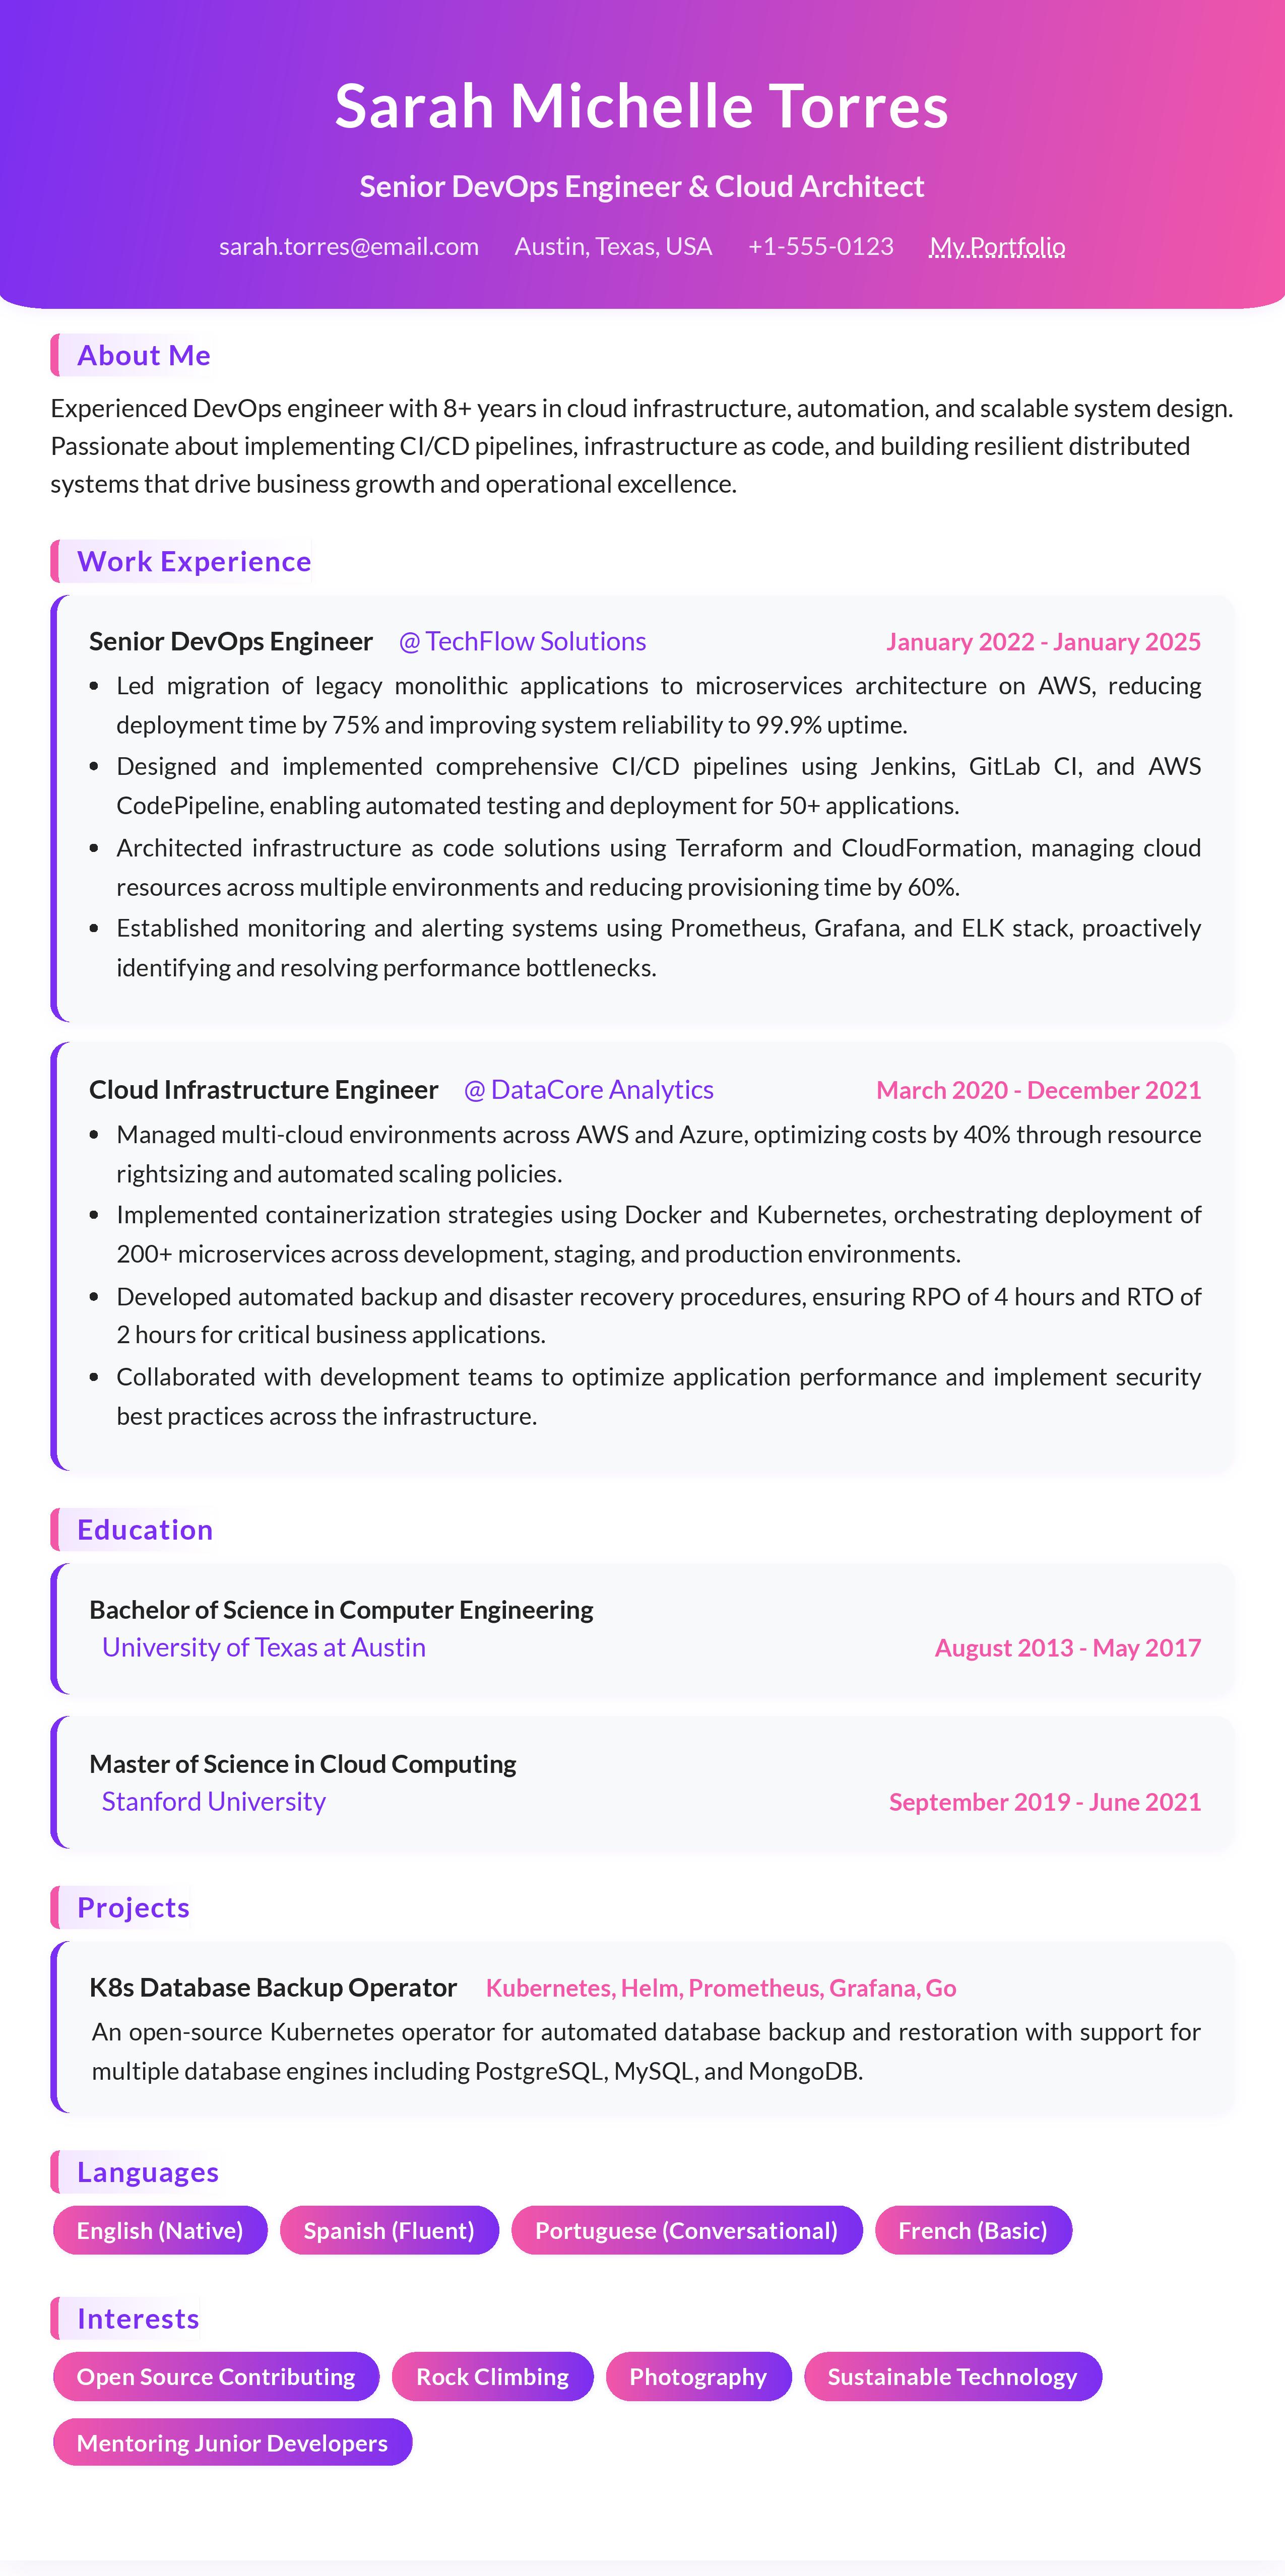 Sarah Michelle Torres
Senior DevOps Engineer & Cloud Architect
sarah.torres@email.com Austin, Texas, USA +1-555-0123 My Portfolio
About Me
Experienced DevOps engineer with 8+ years in cloud infrastructure, automation, and scalable system design.
Passionate about implementing CI/CD pipelines, infrastructure as code, and building resilient distributed
systems that drive business growth and operational excellence.
Work Experience
Senior DevOps Engineer @ TechFlow Solutions January 2022 - January 2025
• Led migration of legacy monolithic applications to microservices architecture on AWS, reducing
deployment time by 75% and improving system reliability to 99.9% uptime.
• Designed and implemented comprehensive CI/CD pipelines using Jenkins, GitLab CI, and AWS
CodePipeline, enabling automated testing and deployment for 50+ applications.
• Architected infrastructure as code solutions using Terraform and CloudFormation, managing cloud
resources across multiple environments and reducing provisioning time by 60%.
• Established monitoring and alerting systems using Prometheus, Grafana, and ELK stack, proactively
identifying and resolving performance bottlenecks.
Cloud Infrastructure Engineer @ DataCore Analytics March 2020 - December 2021
• Managed multi-cloud environments across AWS and Azure, optimizing costs by 40% through resource
rightsizing and automated scaling policies.
• Implemented containerization strategies using Docker and Kubernetes, orchestrating deployment of
200+ microservices across development, staging, and production environments.
• Developed automated backup and disaster recovery procedures, ensuring RPO of 4 hours and RTO of
2 hours for critical business applications.
• Collaborated with development teams to optimize application performance and implement security
best practices across the infrastructure.
Education
Bachelor of Science in Computer Engineering
University of Texas at Austin August 2013 - May 2017
Master of Science in Cloud Computing
Stanford University September 2019 - June 2021
Projects
K8s Database Backup Operator Kubernetes, Helm, Prometheus, Grafana, Go
An open-source Kubernetes operator for automated database backup and restoration with support for
multiple database engines including PostgreSQL, MySQL, and MongoDB.
Languages
English (Native) Spanish (Fluent) Portuguese (Conversational) French (Basic)
Interests
Open Source Contributing Rock Climbing Photography Sustainable Technology
Mentoring Junior Developers